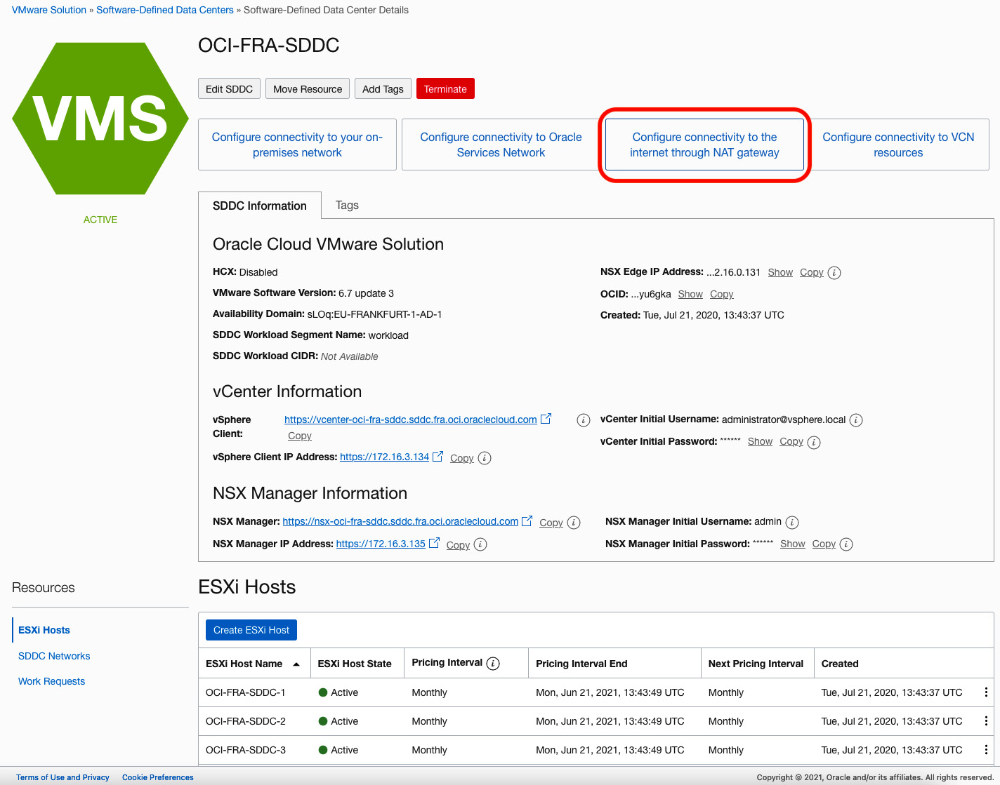 VMware Solution » Software-Defined Data Centers » Software-Defined Data Center Details
VMS
ACTIVE
OCI-FRA-SDDC
Edit SDDC Move Resource Add Tags Terminate
Configure connectivity to your on-
premises network
Configure connectivity to Oracle
Services Network
Configure connectivity to the
internet through NAT gateway
Configure connectivity to VCN
resources
SDDC Information Tags
Oracle Cloud VMware Solution
HCX: Disabled
VMware Software Version: 6.7 update 3
Availability Domain: sLOq:EU-FRANKFURT-1-AD-1
SDDC Workload Segment Name: workload
SDDC Workload CIDR: Not Available
NSX Edge IP Address: ...2.16.0.131 Show Copy i
OCID: ...yu6gka Show Copy
Created: Tue, Jul 21, 2020, 13:43:37 UTC
vCenter Information
vSphere
Client:
https://vcenter-oci-fra-sddc.sddc.fra.oci.oraclecloud.com i
Copy
vSphere Client IP Address: https://172.16.3.134 Copy i
vCenter Initial Username: administrator@vsphere.local i
vCenter Initial Password: ****** Show Copy i
NSX Manager Information
NSX Manager: https://nsx-oci-fra-sddc.sddc.fra.oci.oraclecloud.com Copy i
NSX Manager IP Address: https://172.16.3.135 Copy i
NSX Manager Initial Username: admin i
NSX Manager Initial Password: ****** Show Copy i
Resources
ESXi Hosts
SDDC Networks
Work Requests
ESXi Hosts
Create ESXi Host
ESXi Host Name ESXi Host State Pricing Interval i Pricing Interval End Next Pricing Interval Created
OCI-FRA-SDDC-1 Active Monthly Mon, Jun 21, 2021, 13:43:49 UTC Monthly Tue, Jul 21, 2020, 13:43:37 UTC
OCI-FRA-SDDC-2 Active Monthly Mon, Jun 21, 2021, 13:43:49 UTC Monthly Tue, Jul 21, 2020, 13:43:37 UTC
OCI-FRA-SDDC-3 Active Monthly Mon, Jun 21, 2021, 13:43:49 UTC Monthly Tue, Jul 21, 2020, 13:43:37 UTC
Terms of Use and Privacy Cookie Preferences Copyright © 2021, Oracle and/or its affiliates. All rights reserved.